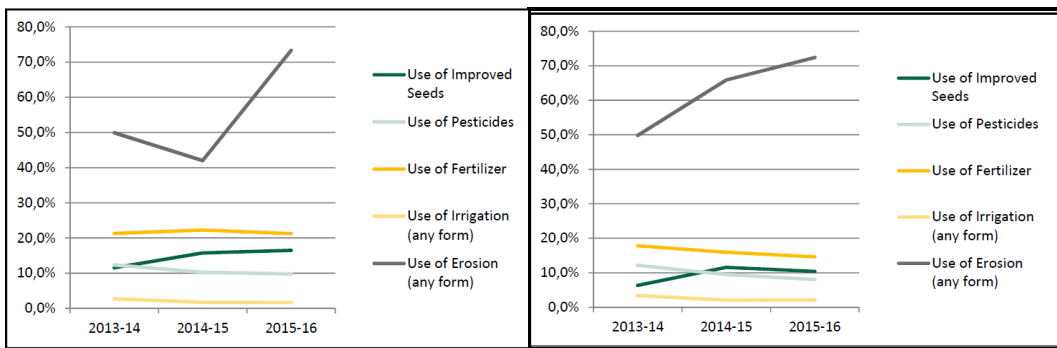 80,0%
70,0%
60,0%
50,0%
40,0%
30,0%
20,0%
10,0%
0,0%
2013-14 2014-15 2015-16
Use of Improved
Seeds
Use of Pesticides
Use of Fertilizer
Use of Irrigation
(any form)
Use of Erosion
(any form)
80,0%
70,0%
60,0%
50,0%
40,0%
30,0%
20,0%
10,0%
0,0%
2013-14 2014-15 2015-16
Use of Improved
Seeds
Use of Pesticides
Use of Fertilizer
Use of Irrigation
(any form)
Use of Erosion
(any form)